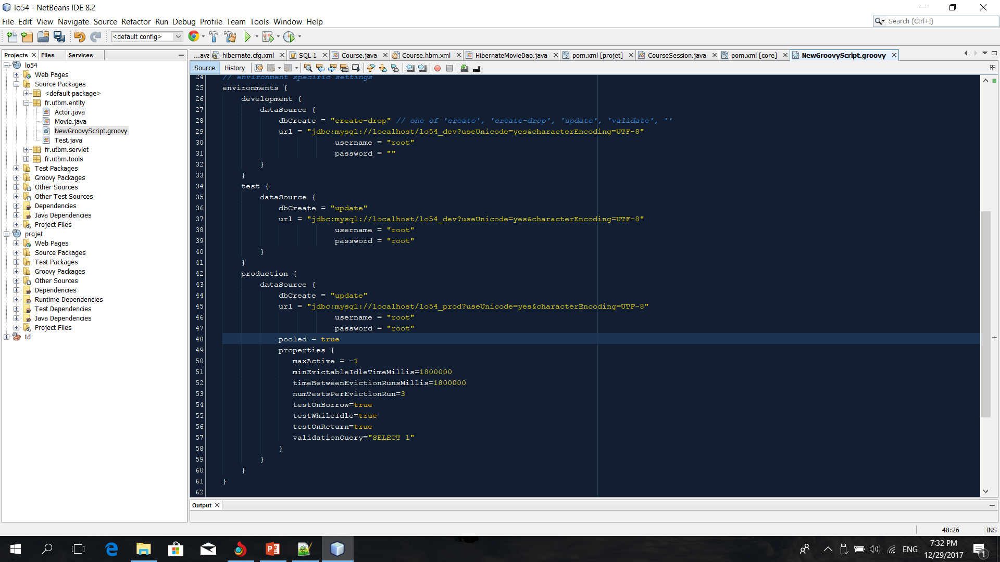 lo54 - NetBeans IDE 8.2
File Edit View Navigate Source Refactor Run Debug Profile Team Tools Window Help
Search (Ctrl+I)
<default config>
Projects Files Services
...ava hibernate.cfg.xml SQL 1 Course.java Course.hbm.xml HibernateMovieDao.java pom.xml [projet] CourseSession.java pom.xml [core] NewGroovyScript.groovy
Source History
lo54
Web Pages
Source Packages
<default package>
fr.utbm.entity
Actor.java
Movie.java
NewGroovyScript.groovy
Test.java
fr.utbm.servlet
fr.utbm.tools
Test Packages
Groovy Packages
Other Sources
Other Test Sources
Dependencies
Java Dependencies
Project Files
projet
Web Pages
Source Packages
Test Packages
Groovy Packages
Other Sources
Dependencies
Runtime Dependencies
Test Dependencies
Java Dependencies
Project Files
td
24 // environment specific settings
25 environments {
26 development {
27 dataSource {
28 dbCreate = "create-drop" // one of 'create', 'create-drop', 'update', 'validate', ''
29 url = "jdbc:mysql://localhost/lo54_dev?useUnicode=yes&characterEncoding=UTF-8"
30 username = "root"
31 password = ""
32 }
33 }
34 test {
35 dataSource {
36 dbCreate = "update"
37 url = "jdbc:mysql://localhost/lo54_dev?useUnicode=yes&characterEncoding=UTF-8"
38 username = "root"
39 password = "root"
40 }
41 }
42 production {
43 dataSource {
44 dbCreate = "update"
45 url = "jdbc:mysql://localhost/lo54_prod?useUnicode=yes&characterEncoding=UTF-8"
46 username = "root"
47 password = "root"
48 pooled = true
49 properties {
50 maxActive = -1
51 minEvictableIdleTimeMillis=1800000
52 timeBetweenEvictionRunsMillis=1800000
53 numTestsPerEvictionRun=3
54 testOnBorrow=true
55 testWhileIdle=true
56 testOnReturn=true
57 validationQuery="SELECT 1"
58 }
59 }
60 }
61 }
62
Output
48:26 INS
ENG
7:32 PM
12/29/2017
1